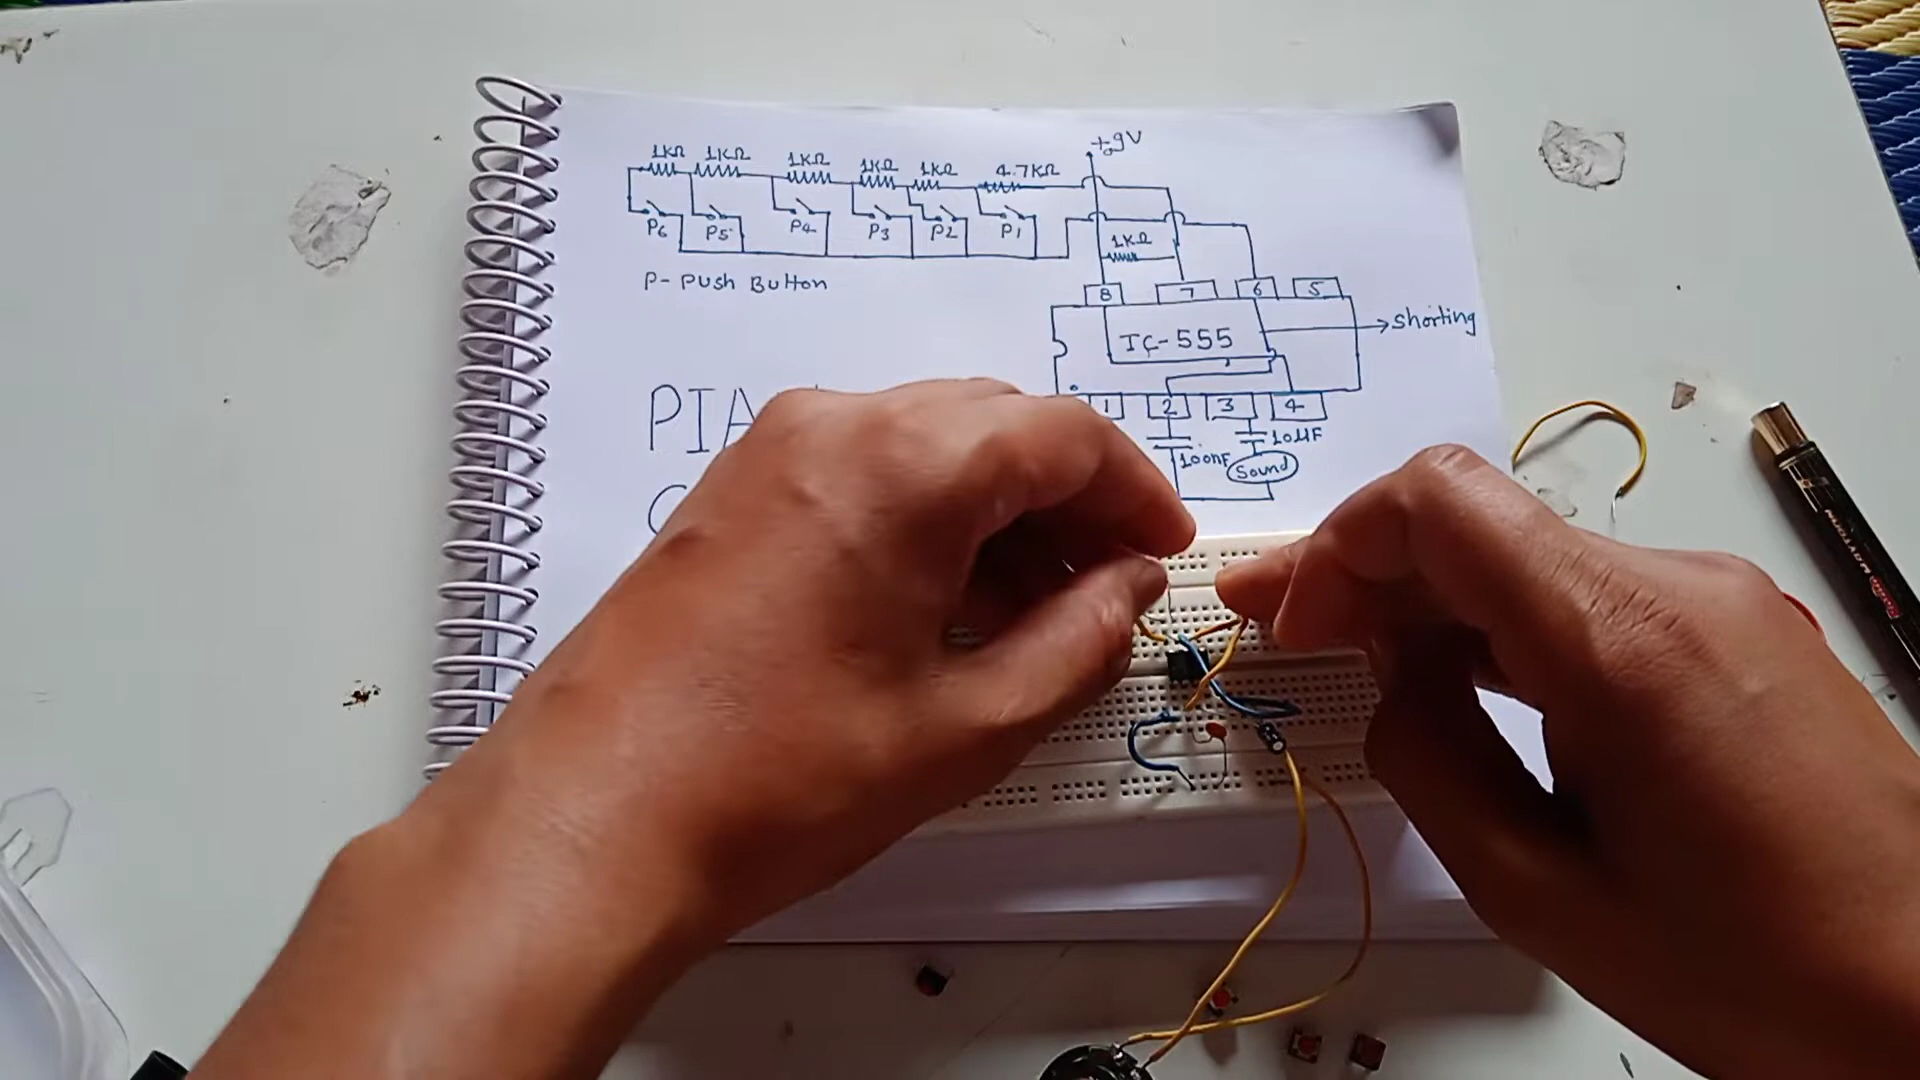 +9V
1KΩ 1KΩ 1KΩ 1KΩ 1KΩ 4.7KΩ
P6 P5 P4 P3 P2 P1
1KΩ
P- Push Button
8 7 6 5
IC-555
Shorting
1 2 3 4
10µF
100nF
Sound
PIA